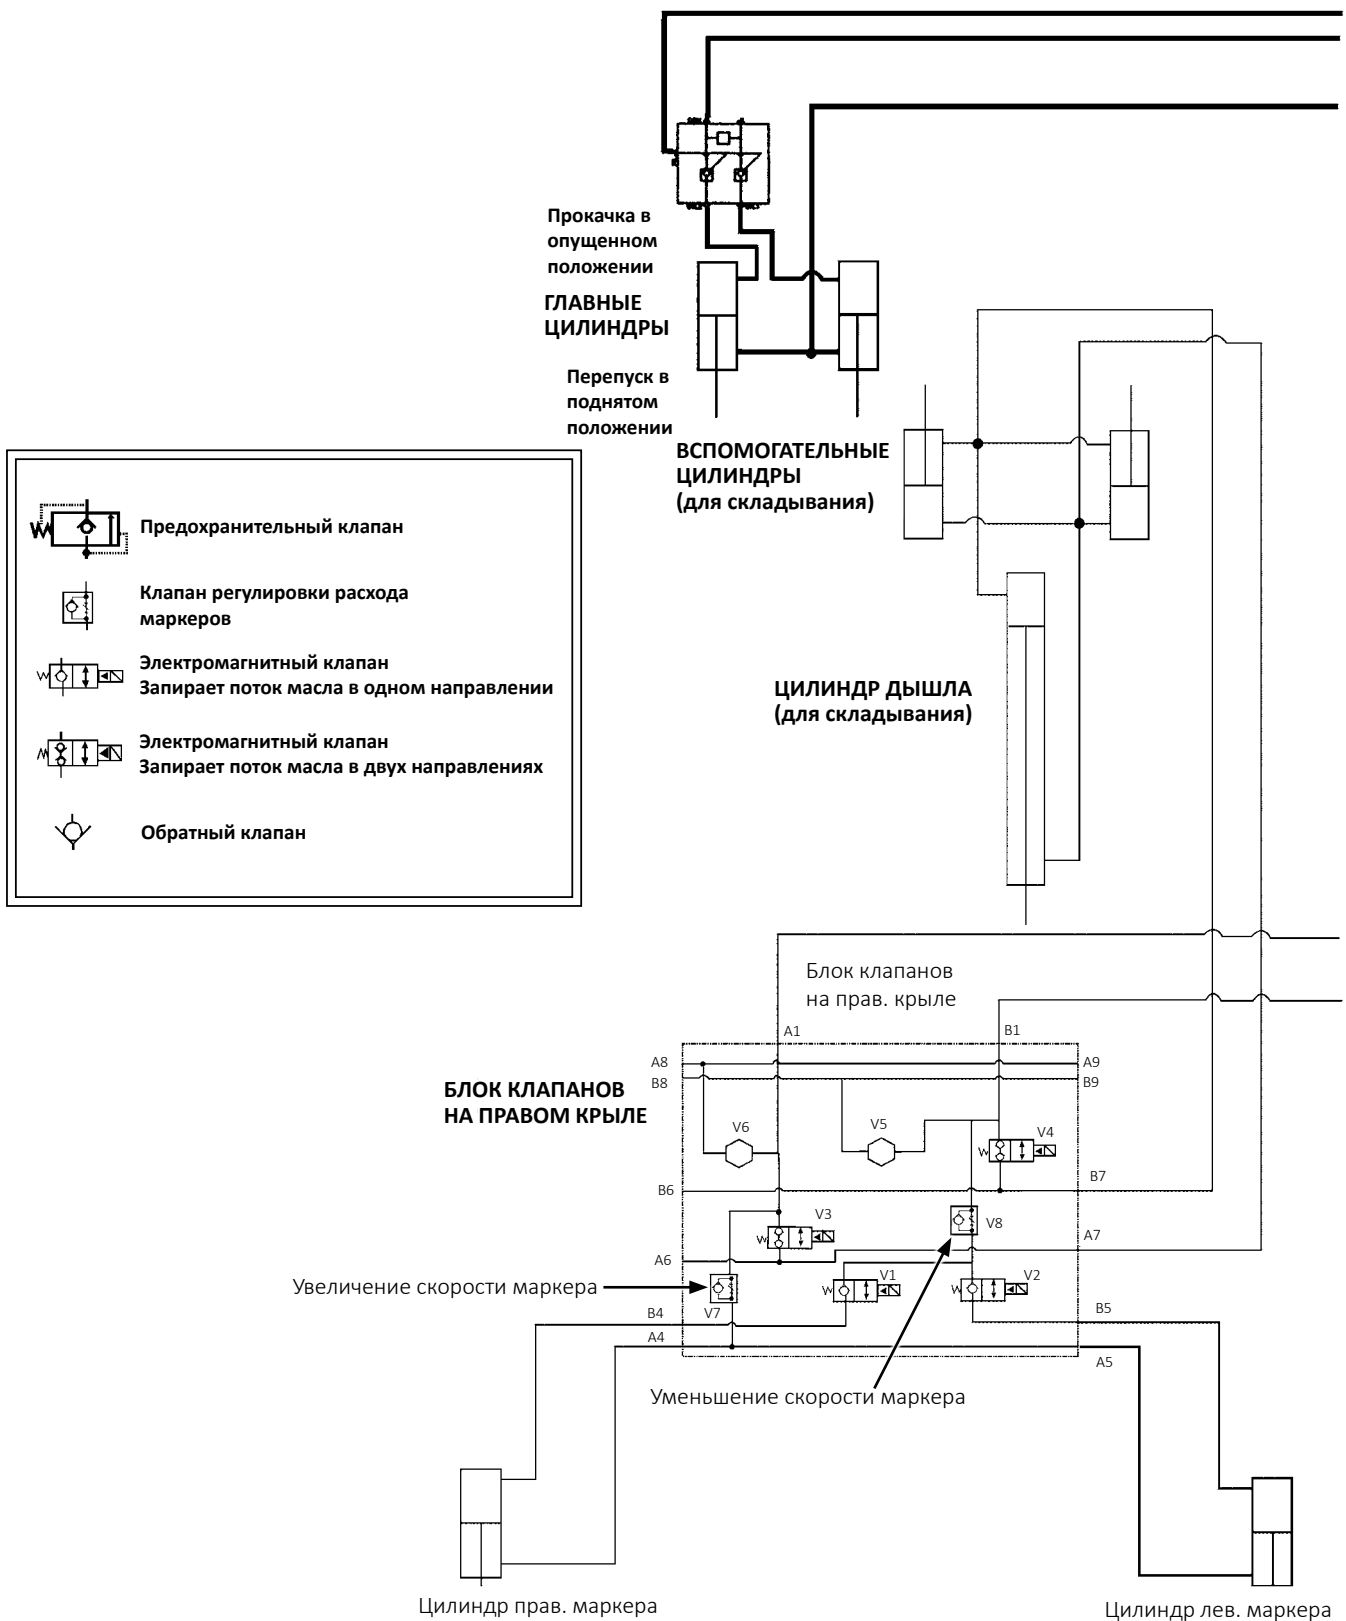 Прокачка в
опущенном
положении
ГЛАВНЫЕ
ЦИЛИНДРЫ
Перепуск в
поднятом
положении
ВСПОМОГАТЕЛЬНЫЕ
ЦИЛИНДРЫ
(для складывания)
Предохранительный клапан
Клапан регулировки расхода
маркеров
Электромагнитный клапан
Запирает поток масла в одном направлении
Электромагнитный клапан
Запирает поток масла в двух направлениях
Обратный клапан
ЦИЛИНДР ДЫШЛА
(для складывания)
Блок клапанов
на прав. крыле
A1
B1
A8
A9
B8
B9
БЛОК КЛАПАНОВ
НА ПРАВОМ КРЫЛЕ
V6
V5
V4
B6
B7
V3
V8
A7
A6
Увеличение скорости маркера
V1
V2
B4
V7
B5
A4
A5
Уменьшение скорости маркера
Цилиндр прав. маркера
Цилиндр лев. маркера